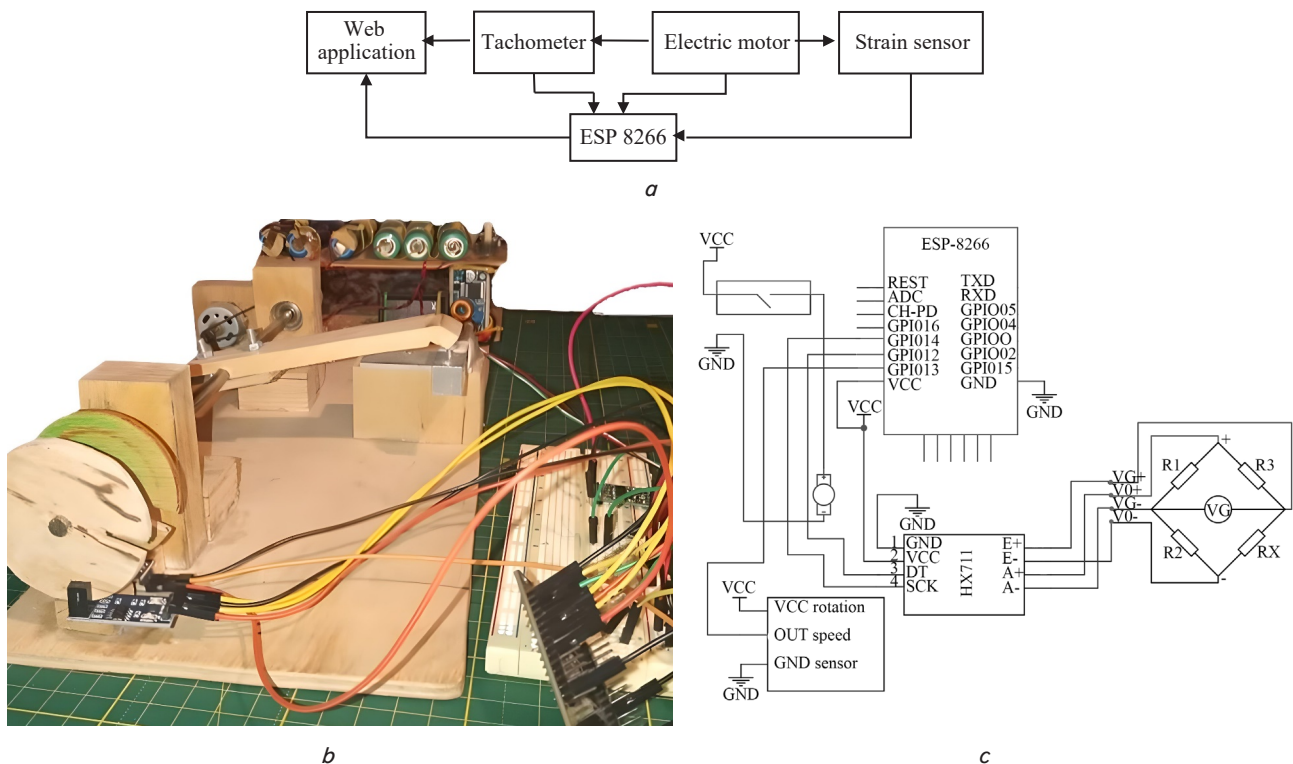 Web
application
Tachometer
Electric motor
Strain sensor
ESP 8266
a
b
VCC
GND
ESP-8266
REST
ADC
CH-PD
GPI016
GPI014
GPI012
GPI013
VCC
TXD
RXD
GPIO05
GPIO04
GPIOO
GPIO02
GPI015
GND
GND
VCC
+
-
GND
1 GND
2 VCC
3 DT
4 SCK
HX711
E+
E-
A+
A-
VG+
V0+
VG-
V0-
+
R1
R3
VG
R2
RX
-
VCC
GND
VCC rotation
OUT speed
GND sensor
c